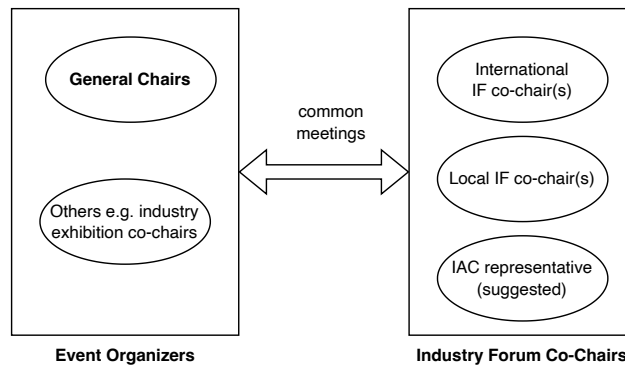 General Chairs
Others e.g. industry
exhibition co-chairs
Event Organizers
common
meetings
International
IF co-chair(s)
Local IF co-chair(s)
IAC representative
(suggested)
Industry Forum Co-Chairs